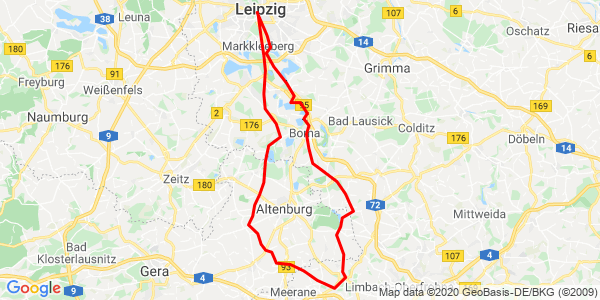 Leuna
38
Leipzig
107
6
Oschatz
Riesa
180
Markkleeberg
14
176
91
Grimma
Freyburg
Weißenfels
95
169
Naumburg
2
176
Borna
Bad Lausick
Colditz
Döbeln
9
14
Zeitz
180
72
Altenburg
Mittweida
Bad
Klosterlausnitz
107
4
Gera
4
93
Meerane
Limbach-Oberfrohna
9
Google
Map data ©2020 GeoBasis-DE/BKG (©2009)